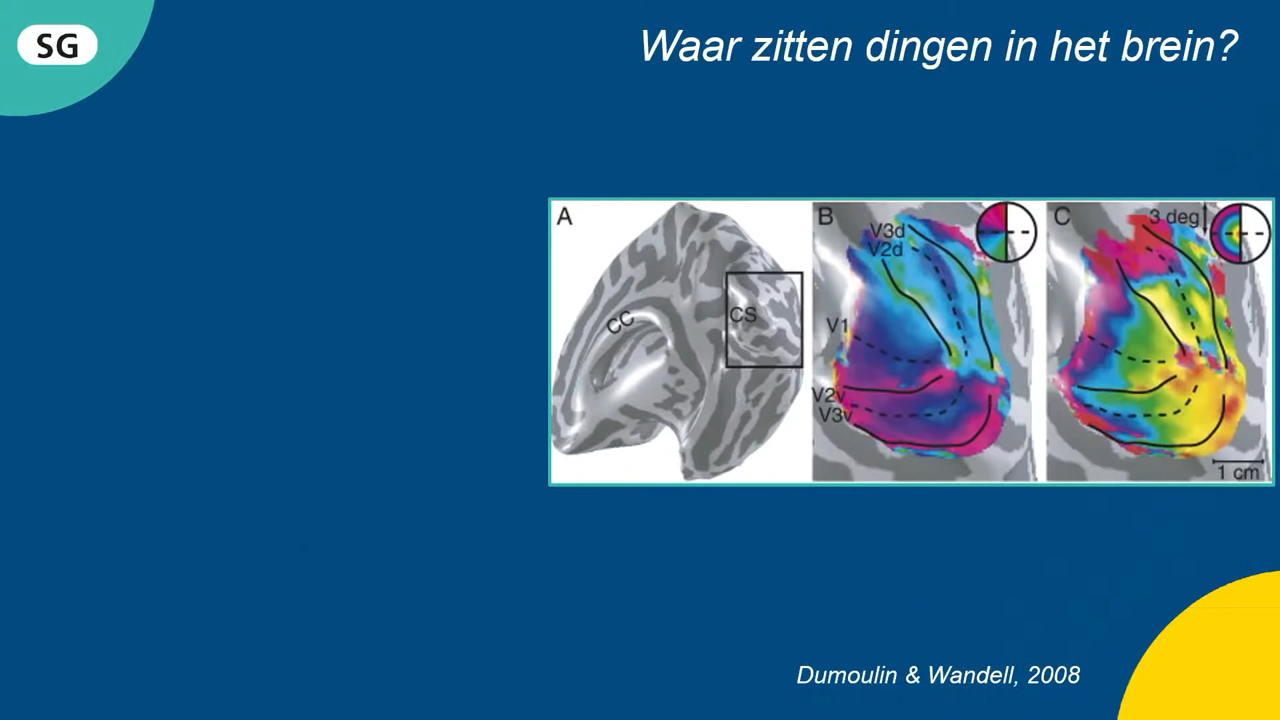 SG
Waar zitten dingen in het brein?
A
CC
CS
B
V3d
V2d
V1
V2v
V3v
C
3 deg
1 cm
Dumoulin & Wandell, 2008